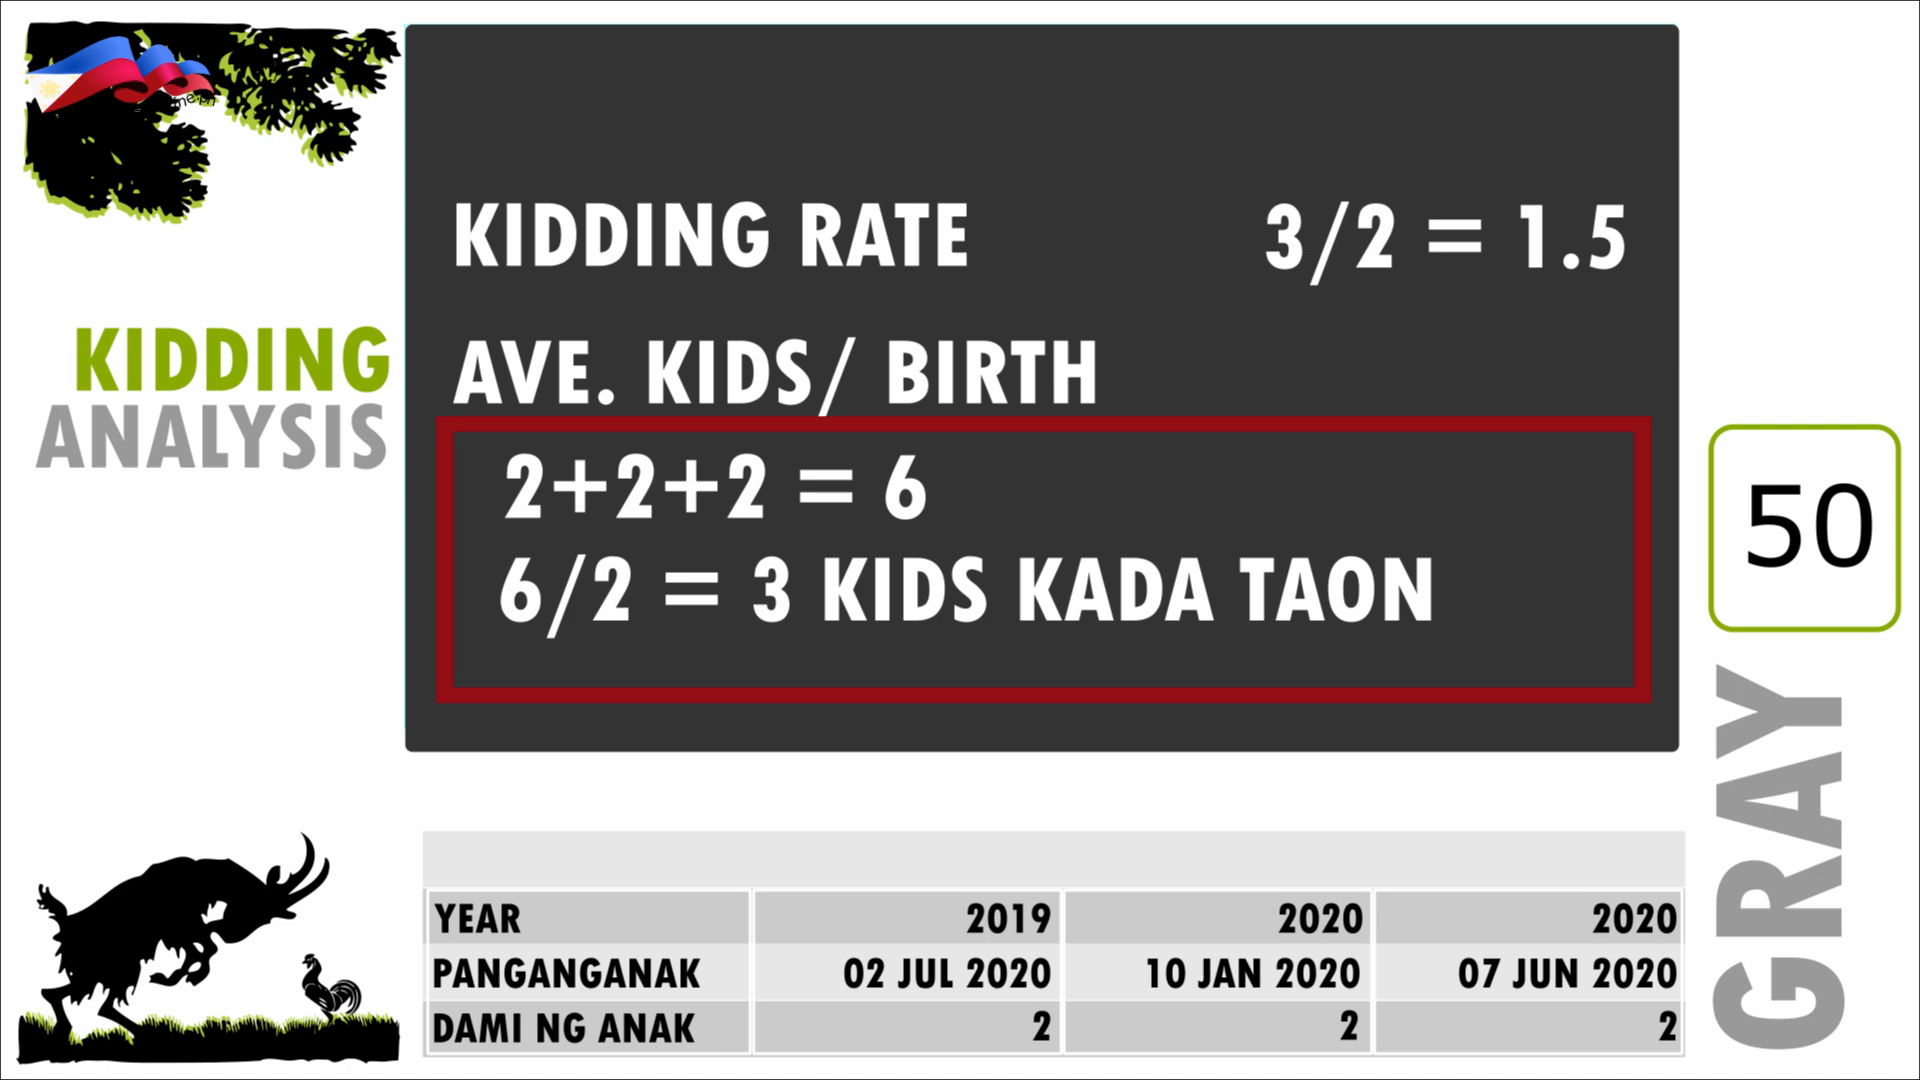 KIDDING
ANALYSIS
KIDDING RATE 3/2 = 1.5
AVE. KIDS/ BIRTH
2+2+2 = 6
6/2 = 3 KIDS KADA TAON
50
GRAY
YEAR 2019 2020 2020
PANGANGANAK 02 JUL 2020 10 JAN 2020 07 JUN 2020
DAMI NG ANAK 2 2 2